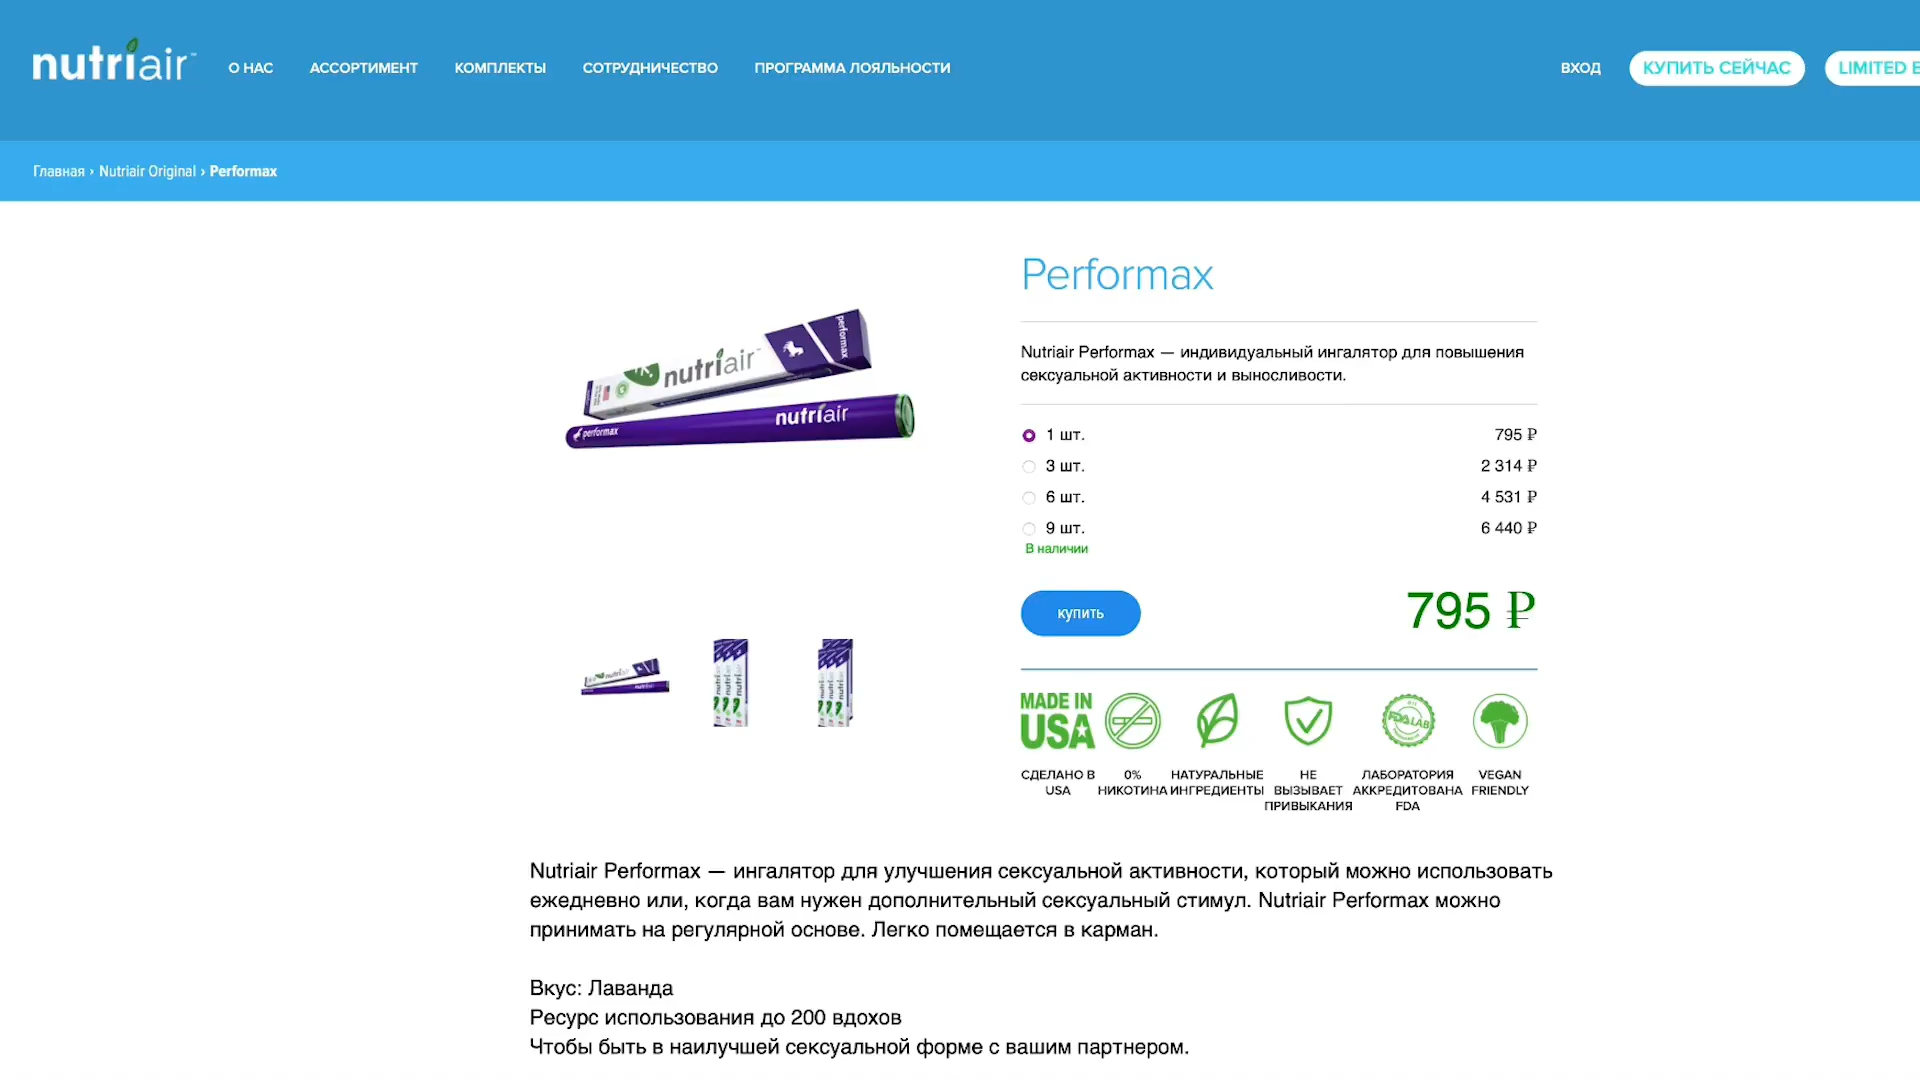 nutriair™
О НАС
АССОРТИМЕНТ
КОМПЛЕКТЫ
СОТРУДНИЧЕСТВО
ПРОГРАММА ЛОЯЛЬНОСТИ
ВХОД
КУПИТЬ СЕЙЧАС
LIMITED E
Главная › Nutriair Original › Performax
Performax
nutriair
performax
nutriair
performax
Nutriair Performax — индивидуальный ингалятор для повышения
сексуальной активности и выносливости.
1 шт. 795 ₽
3 шт. 2 314 ₽
6 шт. 4 531 ₽
9 шт. 6 440 ₽
В наличии
купить
795 ₽
MADE IN
USA
FDA LAB
СДЕЛАНО В
USA
0%
НИКОТИНА
НАТУРАЛЬНЫЕ
ИНГРЕДИЕНТЫ
НЕ
ВЫЗЫВАЕТ
ПРИВЫКАНИЯ
ЛАБОРАТОРИЯ
АККРЕДИТОВАНА
FDA
VEGAN
FRIENDLY
Nutriair Performax — ингалятор для улучшения сексуальной активности, который можно использовать
ежедневно или, когда вам нужен дополнительный сексуальный стимул. Nutriair Performax можно
принимать на регулярной основе. Легко помещается в карман.
Вкус: Лаванда
Ресурс использования до 200 вдохов
Чтобы быть в наилучшей сексуальной форме с вашим партнером.